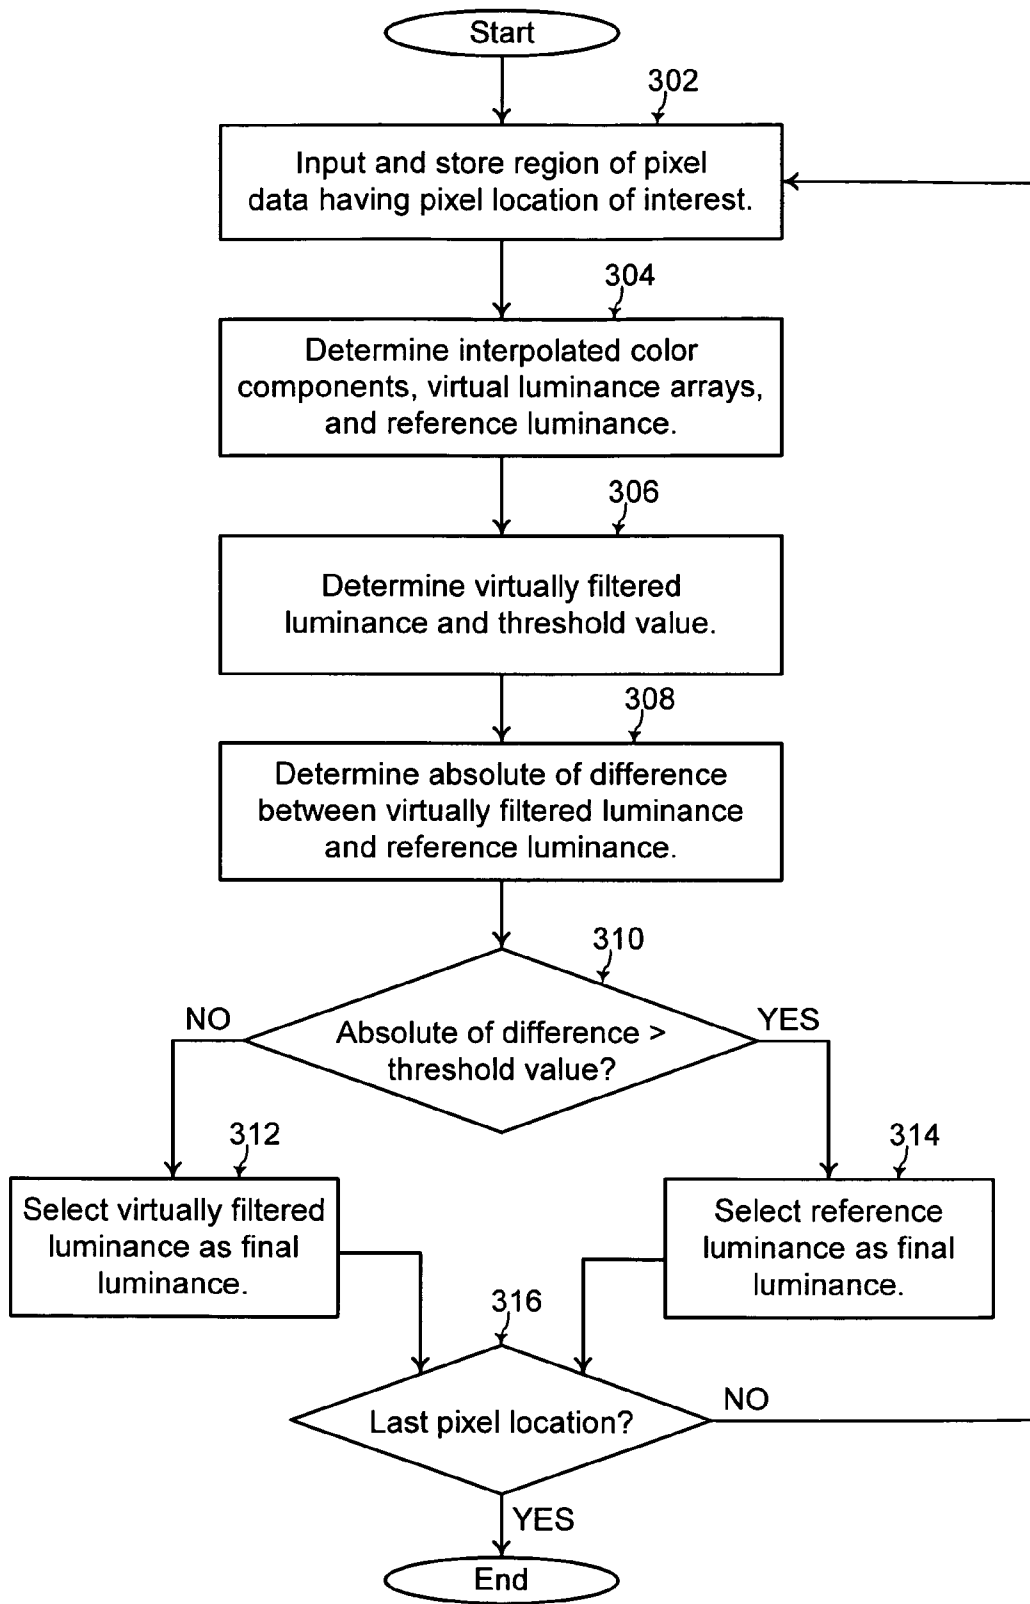 Start
302
Input and store region of pixel
data having pixel location of interest.
304
Determine interpolated color
components, virtual luminance arrays,
and reference luminance.
306
Determine virtually filtered
luminance and threshold value.
308
Determine absolute of difference
between virtually filtered luminance
and reference luminance.
310
NO
YES
Absolute of difference >
threshold value?
312
314
Select virtually filtered
luminance as final
luminance.
Select reference
luminance as final
luminance.
316
Last pixel location?
NO
YES
End